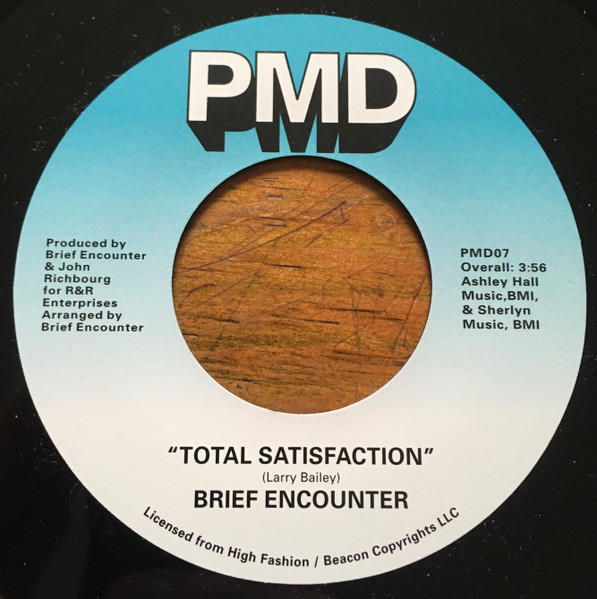 PMD
Produced by
Brief Encounter
& John
Richbourg
for R&R
Enterprises
Arranged by
Brief Encounter
PMD07
Overall: 3:56
Ashley Hall
Music,BMI,
& Sherlyn
Music, BMI
“TOTAL SATISFACTION”
(Larry Bailey)
BRIEF ENCOUNTER
Licensed from High Fashion / Beacon Copyrights LLC